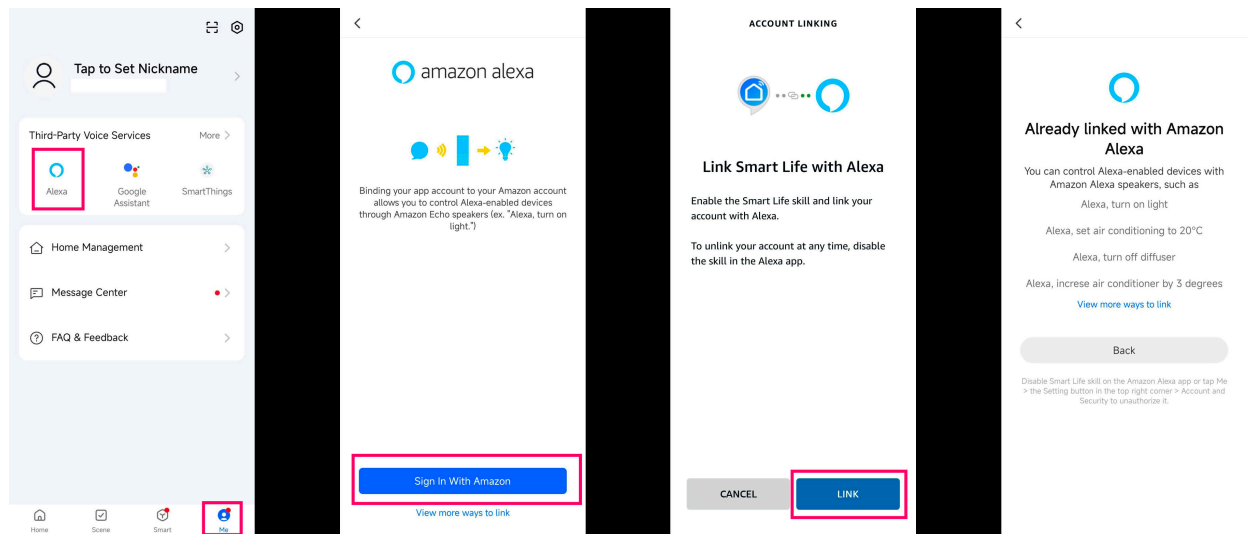 Tap to Set Nickname
Third-Party Voice Services
More
Alexa
Google
Assistant
SmartThings
Home Management
Message Center
FAQ & Feedback
Home
Scene
Smart
Me
amazon alexa
Binding your app account to your Amazon account
allows you to control Alexa-enabled devices
through Amazon Echo speakers (ex. "Alexa, turn on
light.")
Sign In With Amazon
View more ways to link
ACCOUNT LINKING
Link Smart Life with Alexa
Enable the Smart Life skill and link your
account with Alexa.
To unlink your account at any time, disable
the skill in the Alexa app.
CANCEL
LINK
Already linked with Amazon
Alexa
You can control Alexa-enabled devices with
Amazon Alexa speakers, such as
Alexa, turn on light
Alexa, set air conditioning to 20°C
Alexa, turn off diffuser
Alexa, increse air conditioner by 3 degrees
View more ways to link
Back
Disable Smart Life skill on the Amazon Alexa app or tap Me
> the Setting button in the top right corner > Account and
Security to unauthorize it.